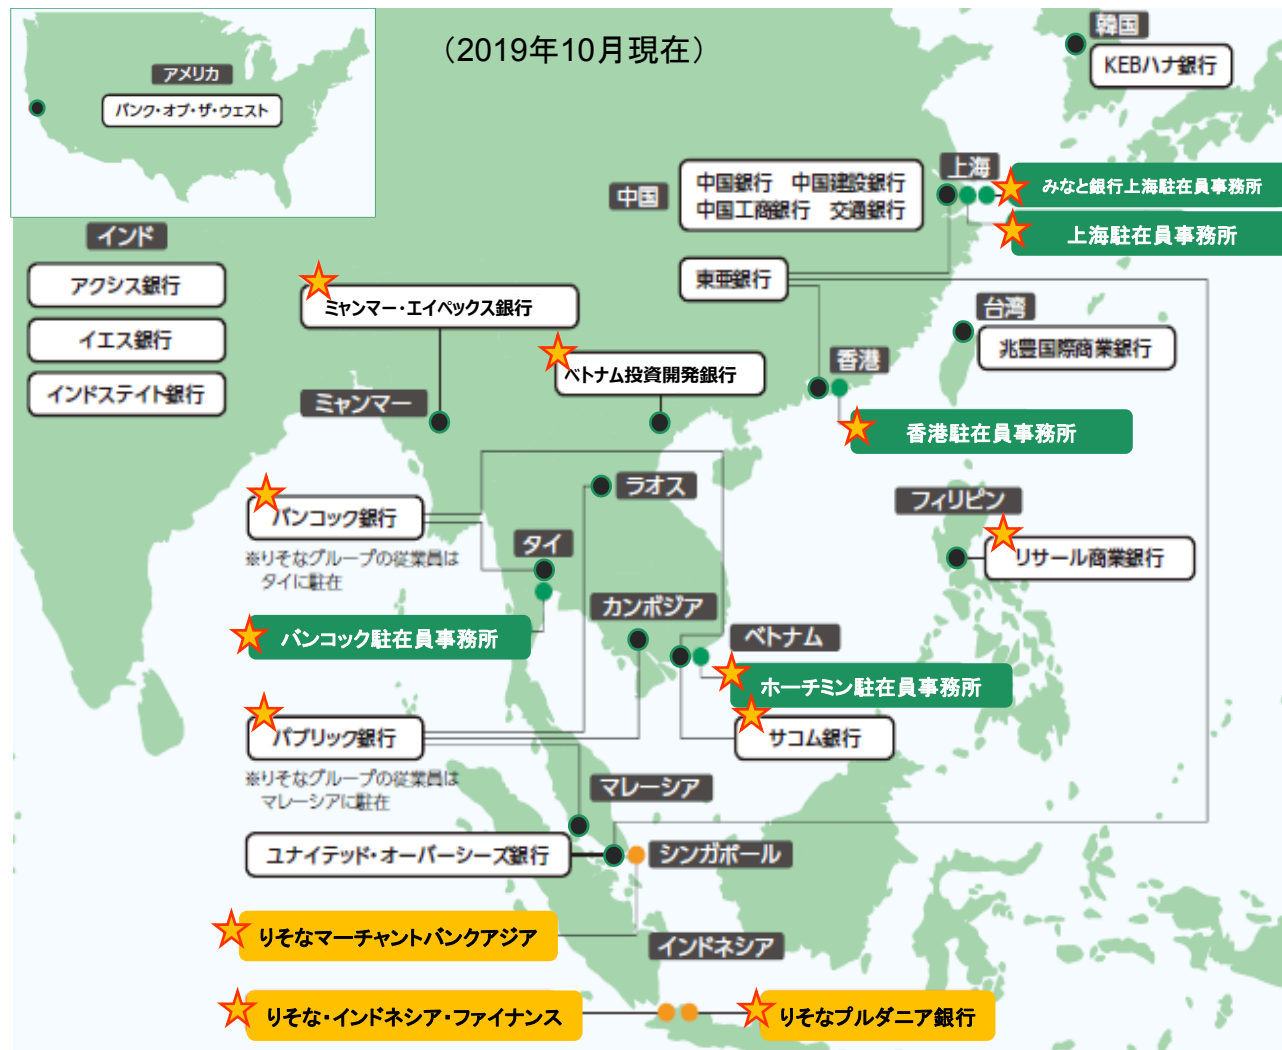 （2019年10月現在）
アメリカ
バンク・オブ・ザ・ウェスト
韓国
KEBハナ銀行
中国
中国銀行　中国建設銀行
中国工商銀行　交通銀行
上海
みなと銀行上海駐在員事務所
上海駐在員事務所
インド
アクシス銀行
イエス銀行
インドステイト銀行
東亜銀行
ミャンマー・エイペックス銀行
ミャンマー
ベトナム投資開発銀行
台湾
兆豊国際商業銀行
香港
香港駐在員事務所
ラオス
フィリピン
リサール商業銀行
バンコック銀行
※りそなグループの従業員は
タイに駐在
タイ
バンコック駐在員事務所
カンボジア
ベトナム
ホーチミン駐在員事務所
サコム銀行
パブリック銀行
※りそなグループの従業員は
マレーシアに駐在
マレーシア
ユナイテッド・オーバーシーズ銀行
シンガポール
りそなマーチャントバンクアジア
インドネシア
りそな・インドネシア・ファイナンス
りそなプルダニア銀行